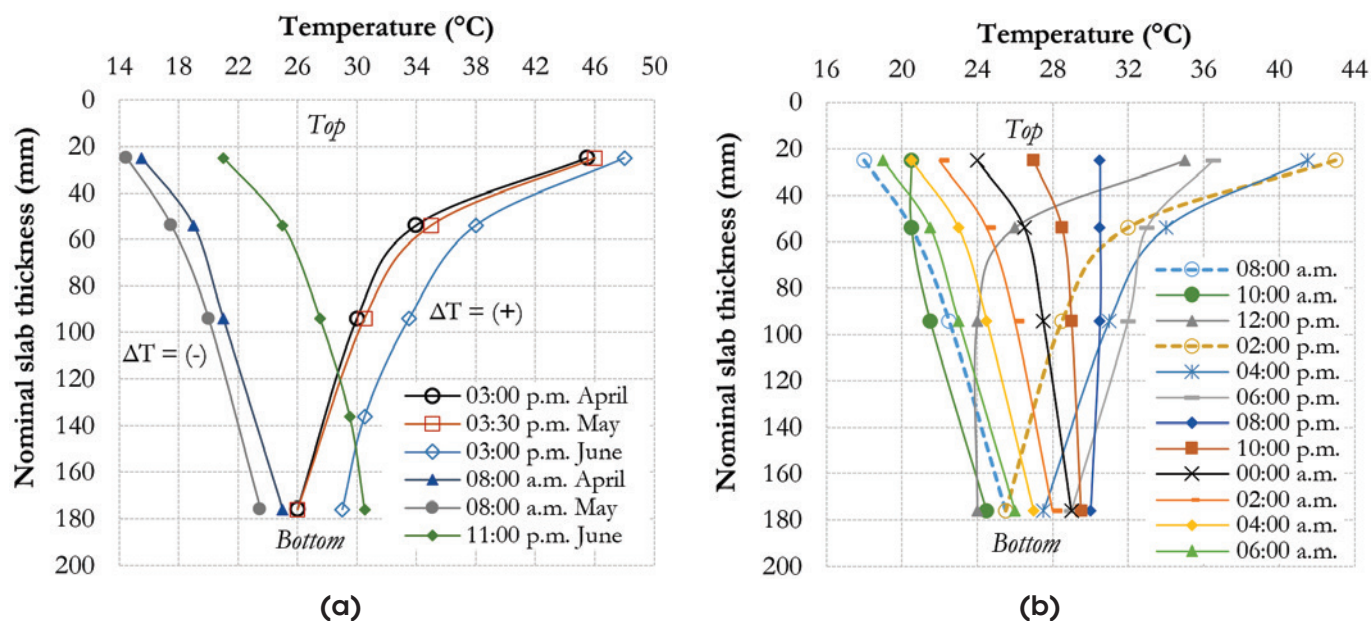 Temperature (°C)
14 18 22 26 30 34 38 42 46 50
Nominal slab thickness (mm)
0
20
40
60
80
100
120
140
160
180
200
Top
ΔT = (+)
ΔT = (-)
03:00 p.m. April
03:30 p.m. May
03:00 p.m. June
08:00 a.m. April
08:00 a.m. May
11:00 p.m. June
Bottom
(a)
Temperature (°C)
16 20 24 28 32 36 40 44
Nominal slab thickness (mm)
0
20
40
60
80
100
120
140
160
180
200
Top
08:00 a.m.
10:00 a.m.
12:00 p.m.
02:00 p.m.
04:00 p.m.
06:00 p.m.
08:00 p.m.
10:00 p.m.
00:00 a.m.
02:00 a.m.
04:00 a.m.
06:00 a.m.
Bottom
(b)